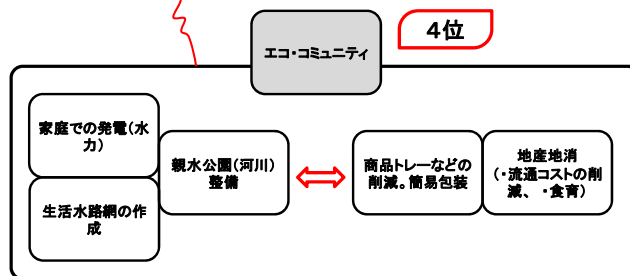 エコ・コミュニティ
4位
家庭での発電(水
力)
親水公園(河川)
整備
生活水路網の作
成
商品トレーなどの
削減。簡易包装
地産地消
(・流通コストの削
減、・食育)